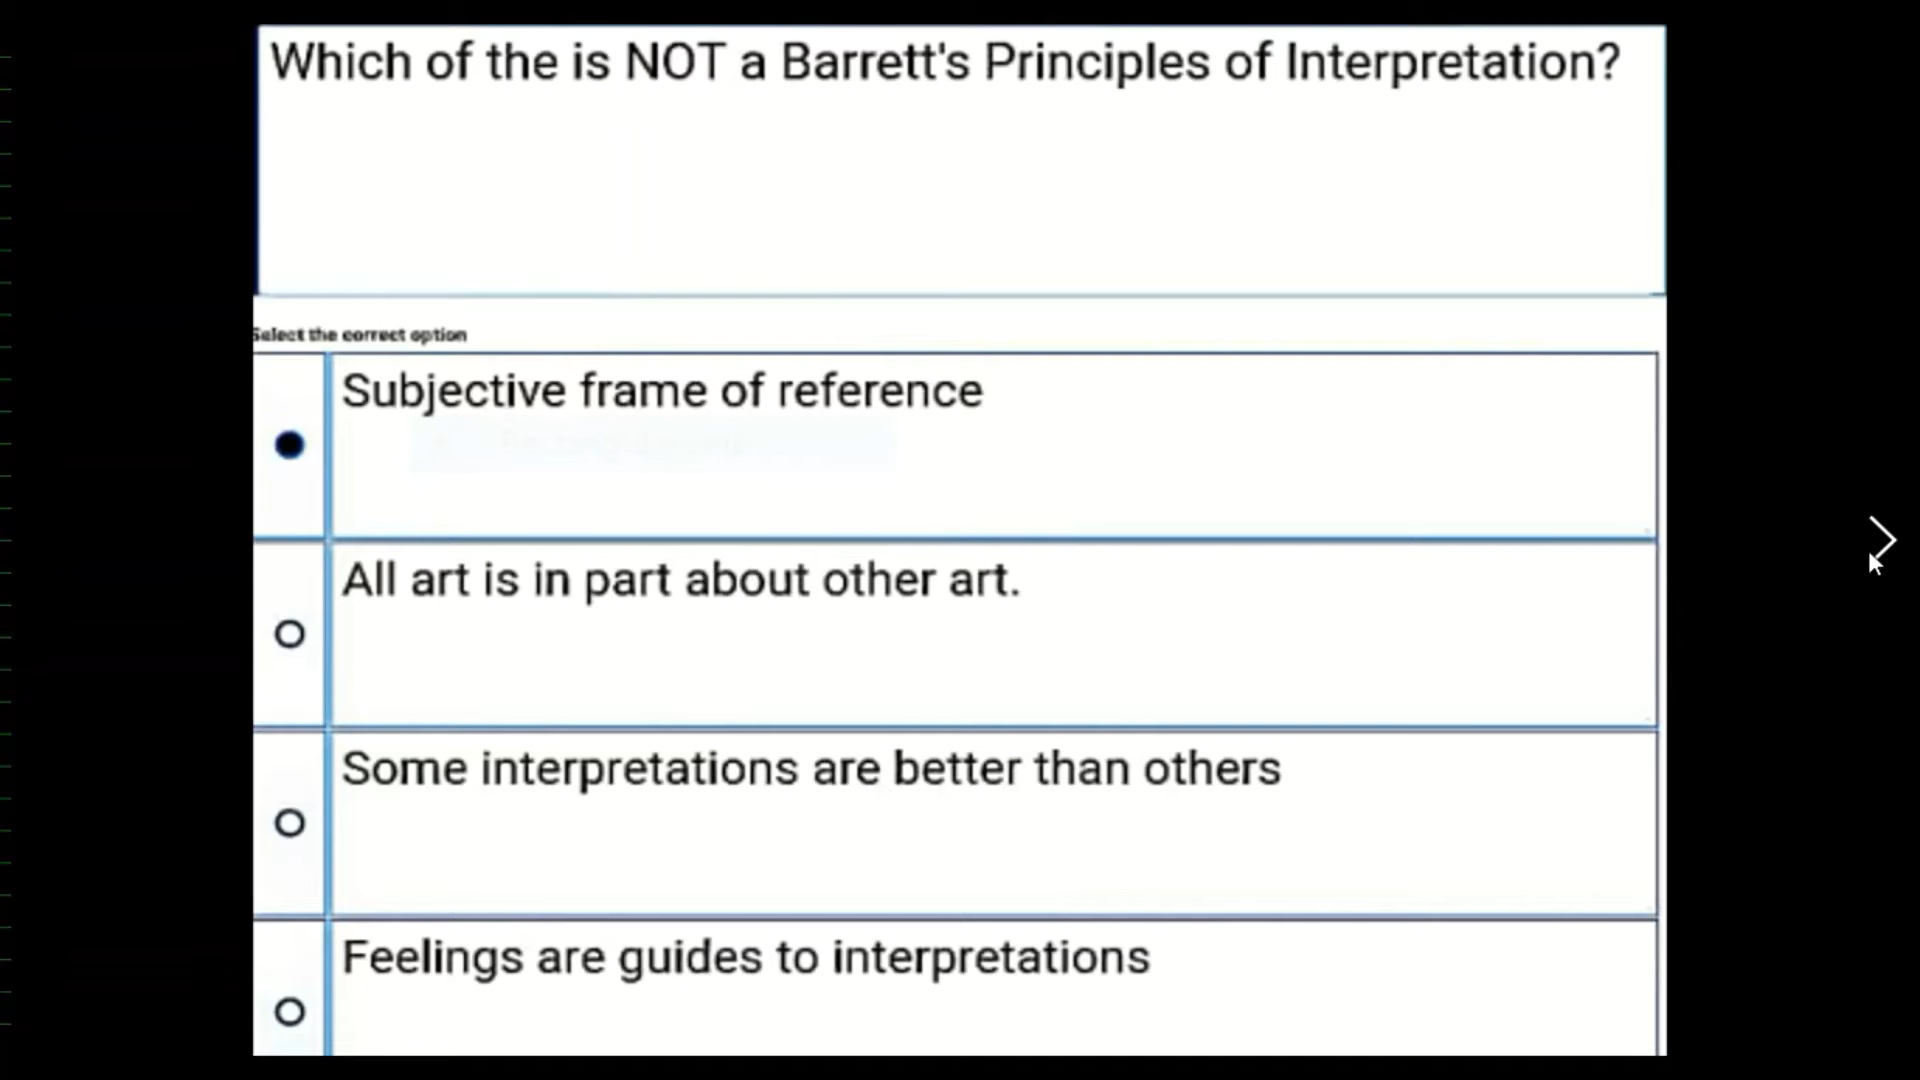 Which of the is NOT a Barrett's Principles of Interpretation?
Select the correct option
Subjective frame of reference
All art is in part about other art.
Some interpretations are better than others
Feelings are guides to interpretations